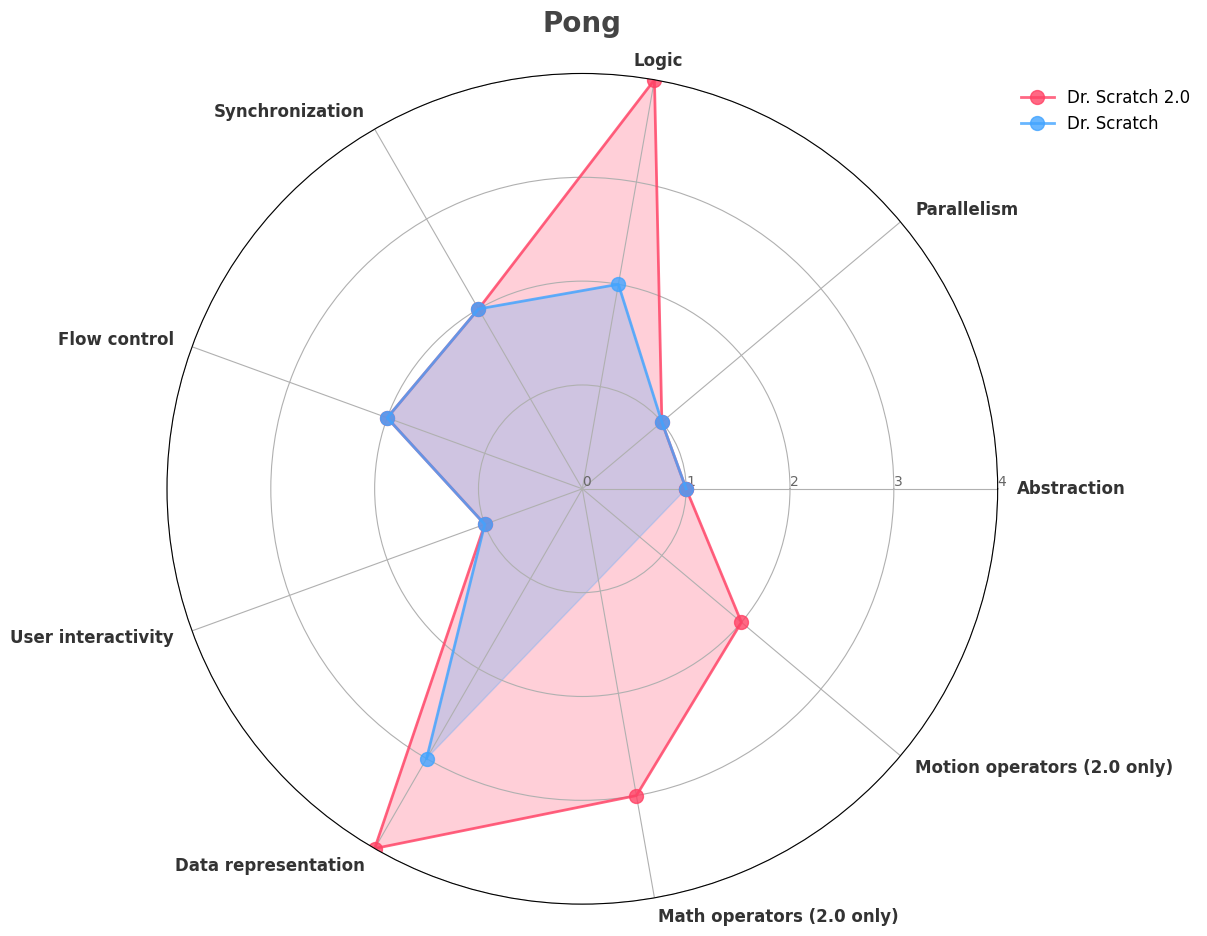 Pong
Logic
Dr. Scratch 2.0
Dr. Scratch
Synchronization
Parallelism
Flow control
0
1
2
3
4
Abstraction
User interactivity
Motion operators (2.0 only)
Data representation
Math operators (2.0 only)